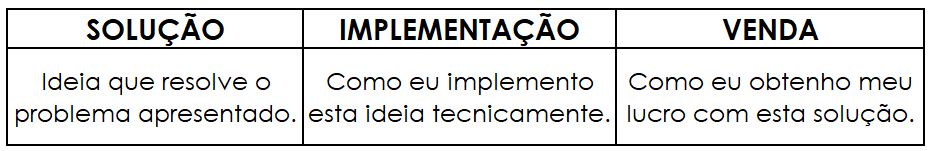 SOLUÇÃO
IMPLEMENTAÇÃO
VENDA
Ideia que resolve o
problema apresentado.
Como eu implemento
esta ideia tecnicamente.
Como eu obtenho meu
lucro com esta solução.